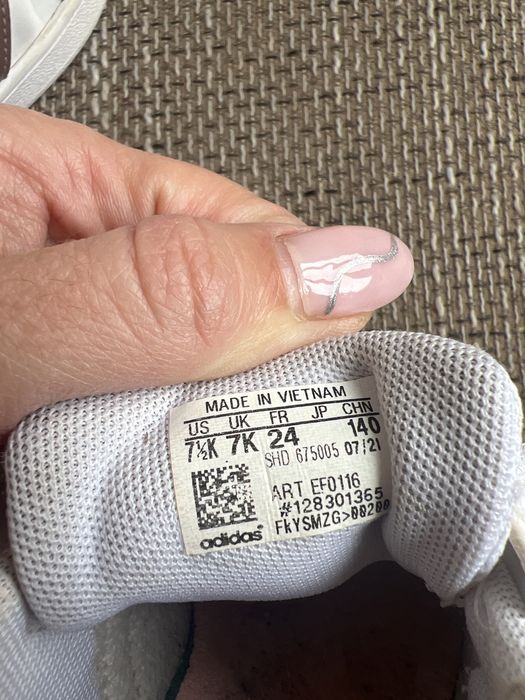 MADE IN VIETNAM
US UK FR JP CHN
7½K 7K 24 140
SHD 675005 07/21
ART EF0116
#128301365
FkYSMZG>00200
adidas